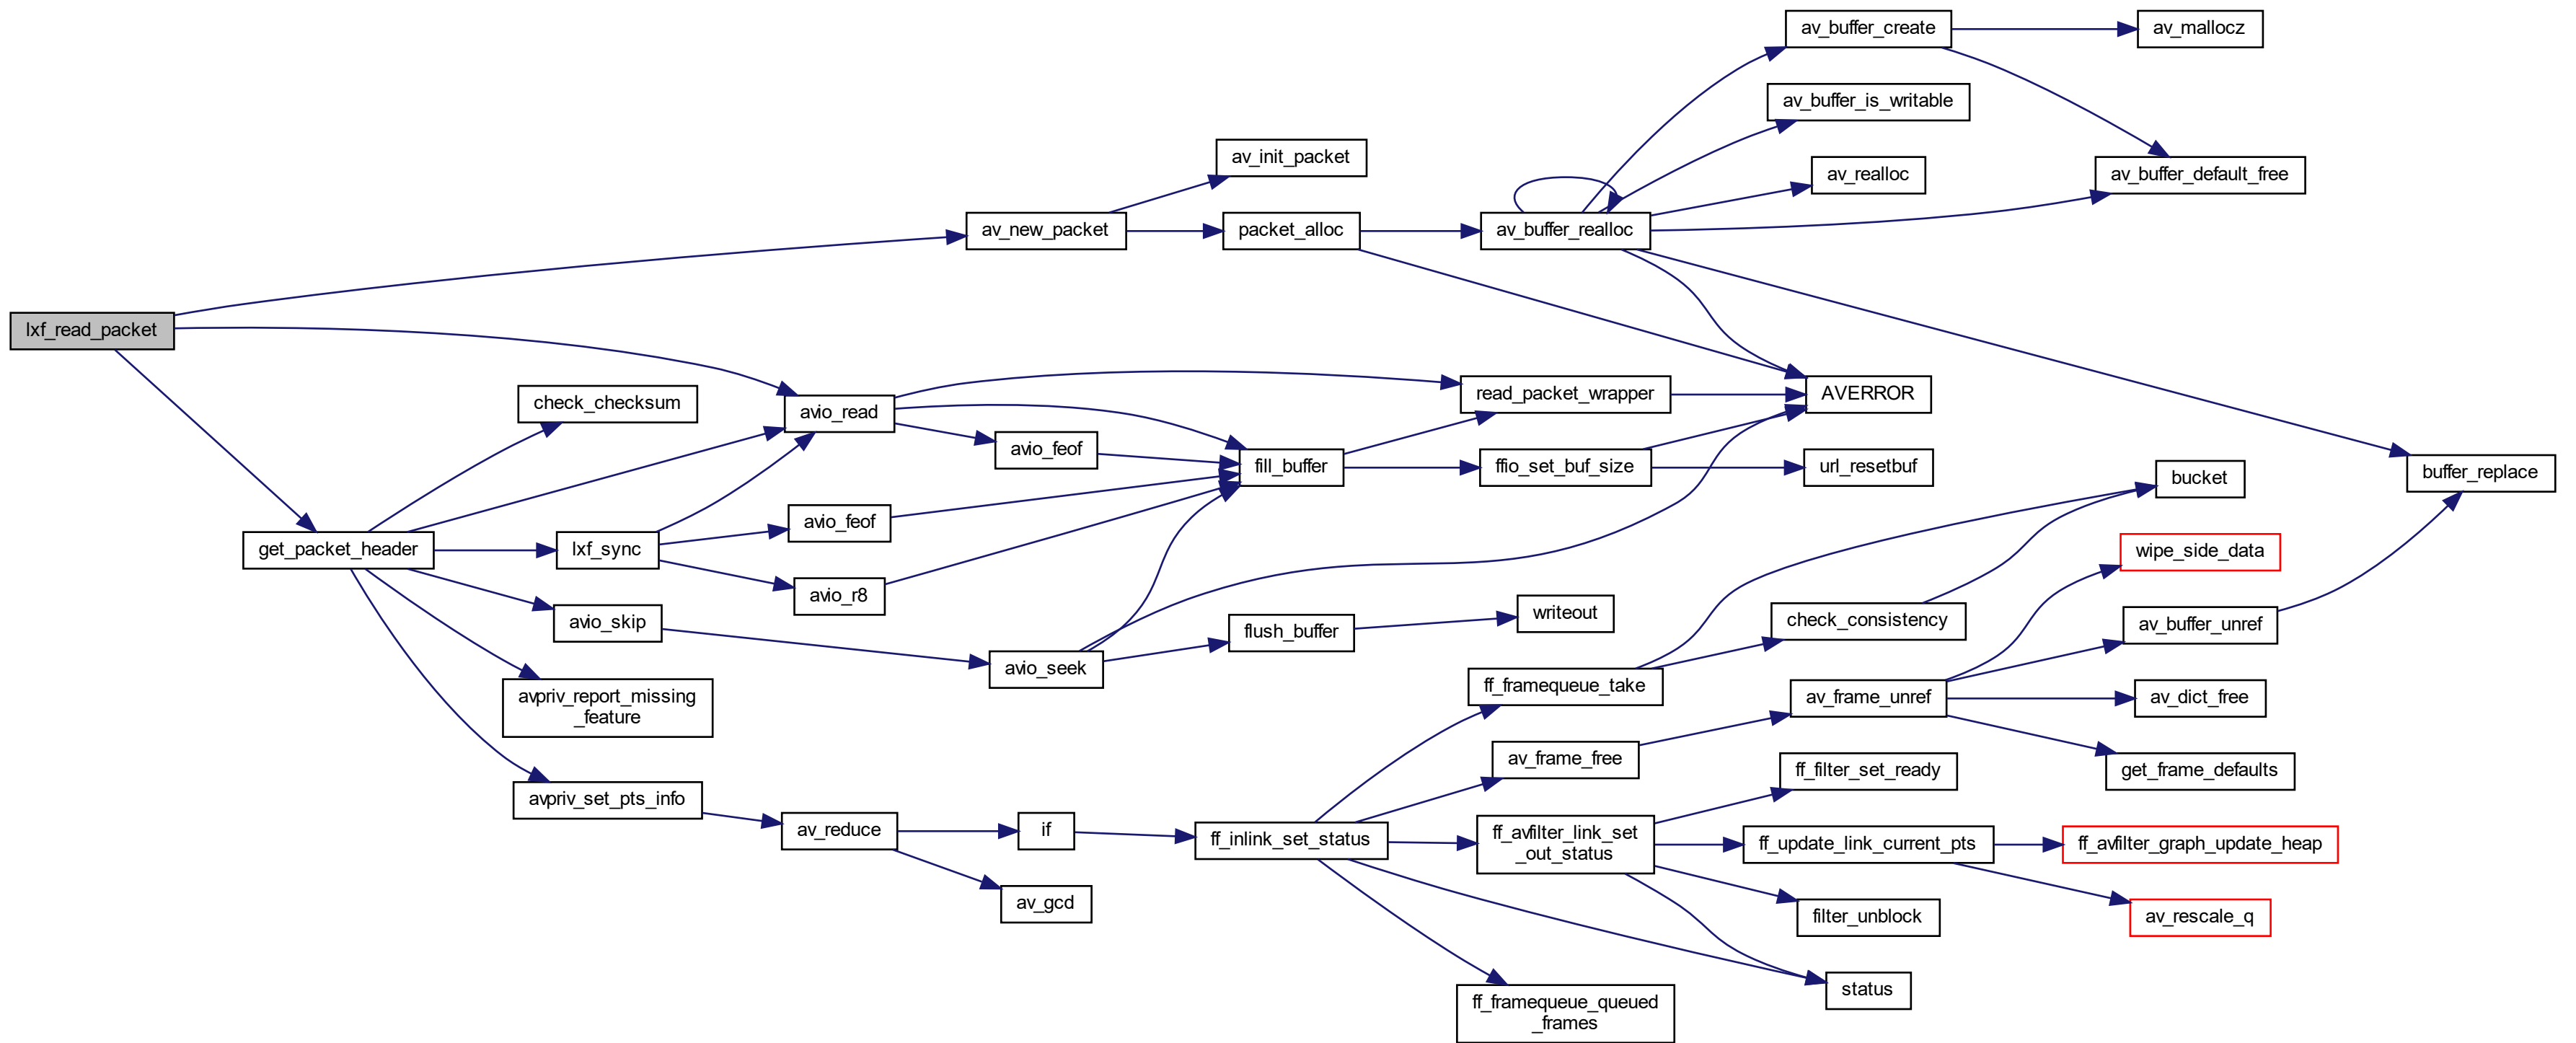 av_buffer_create
av_mallocz
av_buffer_is_writable
av_init_packet
av_realloc
av_buffer_default_free
av_new_packet
packet_alloc
av_buffer_realloc
lxf_read_packet
check_checksum
avio_read
read_packet_wrapper
AVERROR
avio_feof
fill_buffer
ffio_set_buf_size
url_resetbuf
buffer_replace
bucket
avio_feof
get_packet_header
lxf_sync
wipe_side_data
avio_r8
avio_skip
flush_buffer
writeout
check_consistency
av_buffer_unref
avio_seek
ff_framequeue_take
avpriv_report_missing
_feature
av_frame_unref
av_dict_free
av_frame_free
ff_filter_set_ready
get_frame_defaults
avpriv_set_pts_info
av_reduce
if
ff_inlink_set_status
ff_avfilter_link_set
_out_status
ff_update_link_current_pts
ff_avfilter_graph_update_heap
av_gcd
filter_unblock
av_rescale_q
status
ff_framequeue_queued
_frames